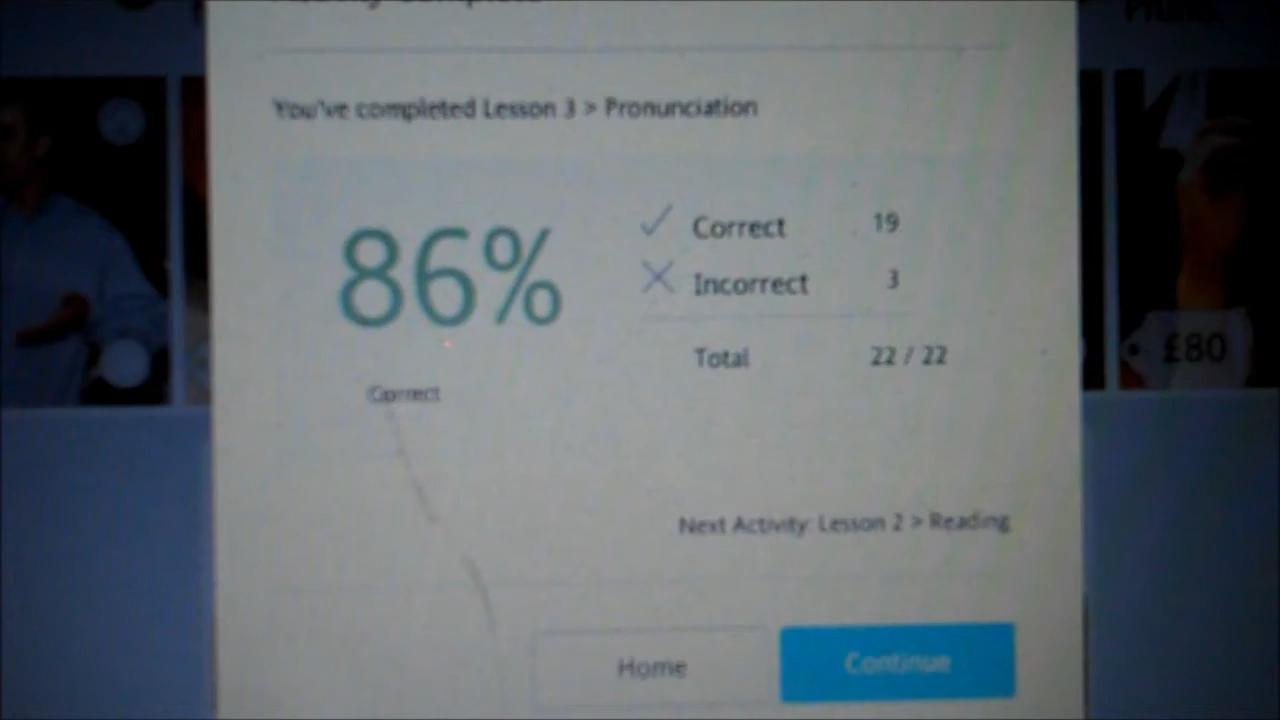 You've completed Lesson 3 > Pronunciation
86%
Correct
Correct 19
Incorrect 3
Total 22 / 22
Next Activity: Lesson 2 > Reading
Home
Continue
£80